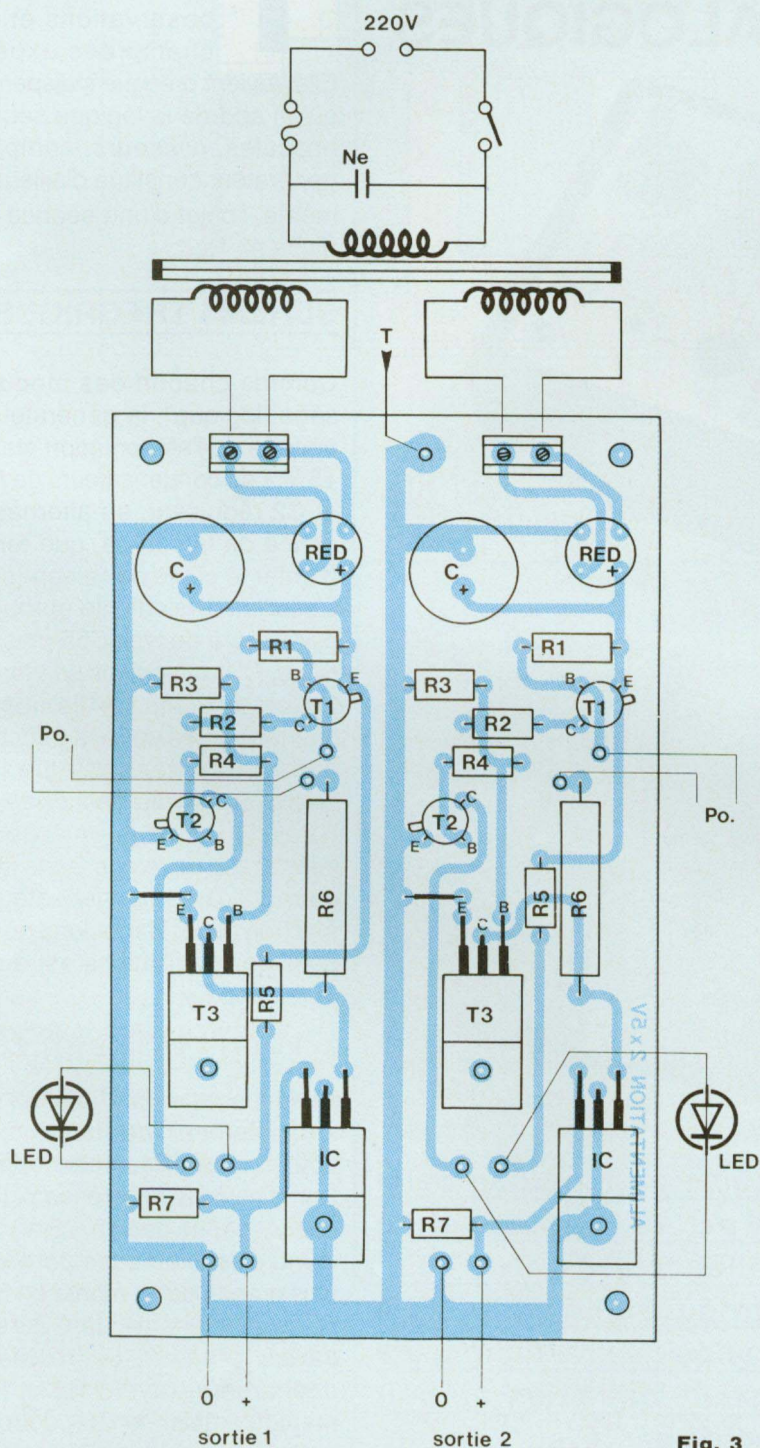 220V
Ne
T
RED
C
+
+
RED
C
+
+
R1
R3
B
E
T1
R2
C
R4
Po.
T2
C
E
B
R6
E
C
B
T3
R5
LED
IC
R7
0
+
sortie 1
R1
R3
B
E
T1
R2
C
R4
Po.
T2
C
E
B
R5
R6
E
C
B
T3
ALIMENTATION 2x5V
LED
IC
R7
0
+
sortie 2
Fig. 3